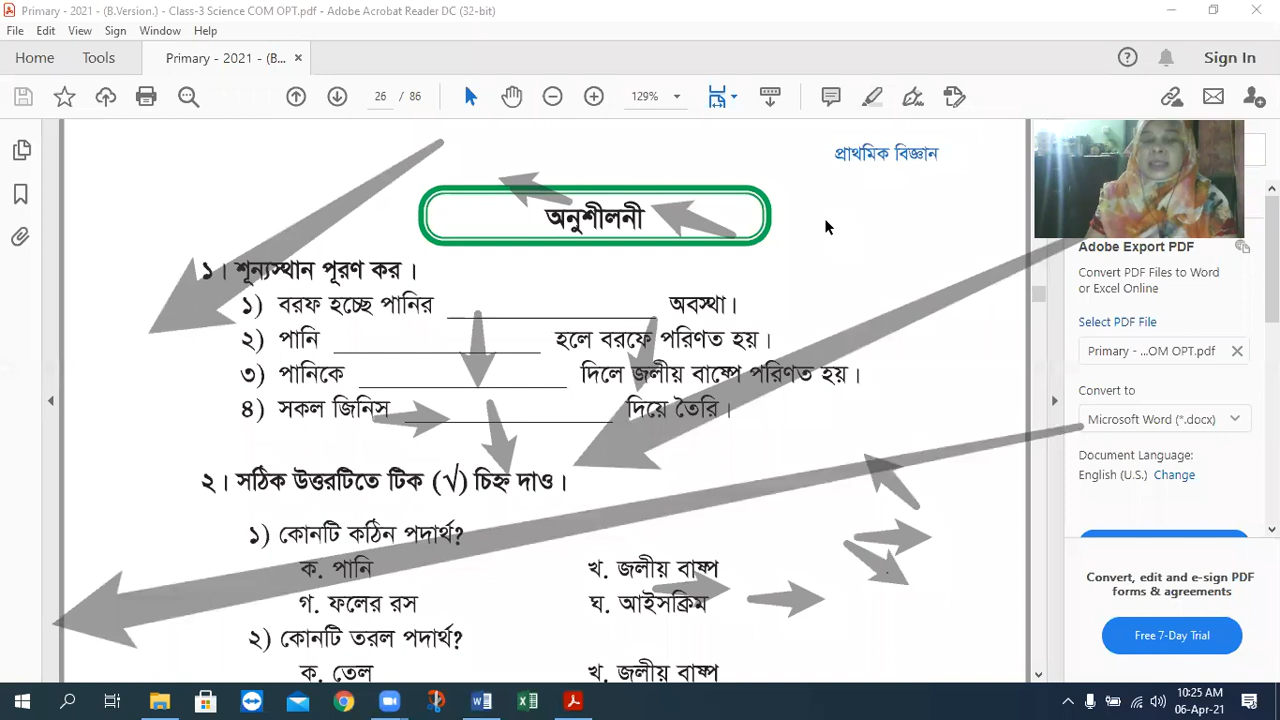 Primary - 2021 - (B.Version.) - Class-3 Science COM OPT.pdf - Adobe Acrobat Reader DC (32-bit)
File Edit View Sign Window Help
Home Tools Primary - 2021 - (B... × Sign In
26 / 86 129%
প্রাথমিক বিজ্ঞান
অনুশীলনী
১। শূন্যস্থান পূরণ কর।
১) বরফ হচ্ছে পানির ____________ অবস্থা।
২) পানি ____________ হলে বরফে পরিণত হয়।
৩) পানিকে ____________ দিলে জলীয় বাষ্পে পরিণত হয়।
৪) সকল জিনিস ____________ দিয়ে তৈরি।
২। সঠিক উত্তরটিতে টিক (√) চিহ্ন দাও।
১) কোনটি কঠিন পদার্থ?
ক. পানি খ. জলীয় বাষ্প
গ. ফলের রস ঘ. আইসক্রিম
২) কোনটি তরল পদার্থ?
ক. তেল খ. জলীয় বাষ্প
Adobe Export PDF
Convert PDF Files to Word
or Excel Online
Select PDF File
Primary - ...OM OPT.pdf
Convert to
Microsoft Word (*.docx)
Document Language:
English (U.S.) Change
Convert, edit and e-sign PDF
forms & agreements
Free 7-Day Trial
10:25 AM
06-Apr-21